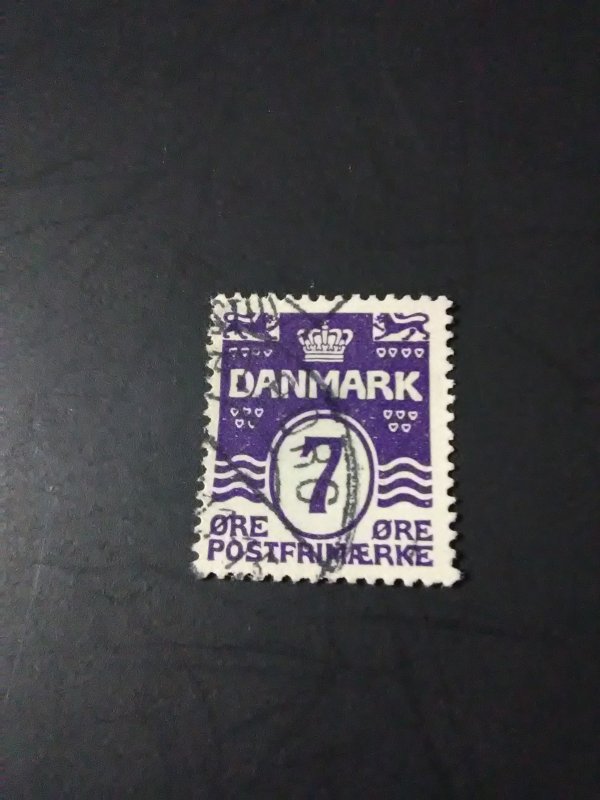 DANMARK
7
ØRE ØRE
POSTFRIMÆRKE